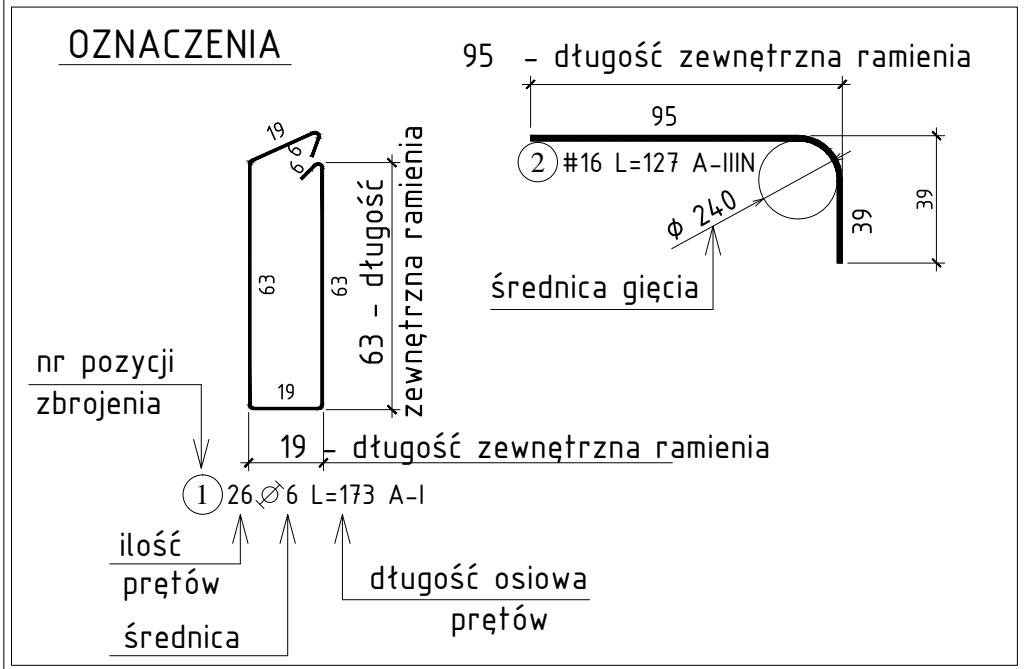 OZNACZENIA
95 - długość zewnętrzna ramienia
95
2 #16 L=127 A-IIIN
39
39
ϕ 240
średnica gięcia
19
6
6
63
63
19
63 - długość
zewnętrzna ramienia
nr pozycji
zbrojenia
19 - długość zewnętrzna ramienia
1 26 ∅ 6 L=173 A-I
ilość
prętów
średnica
długość osiowa
prętów